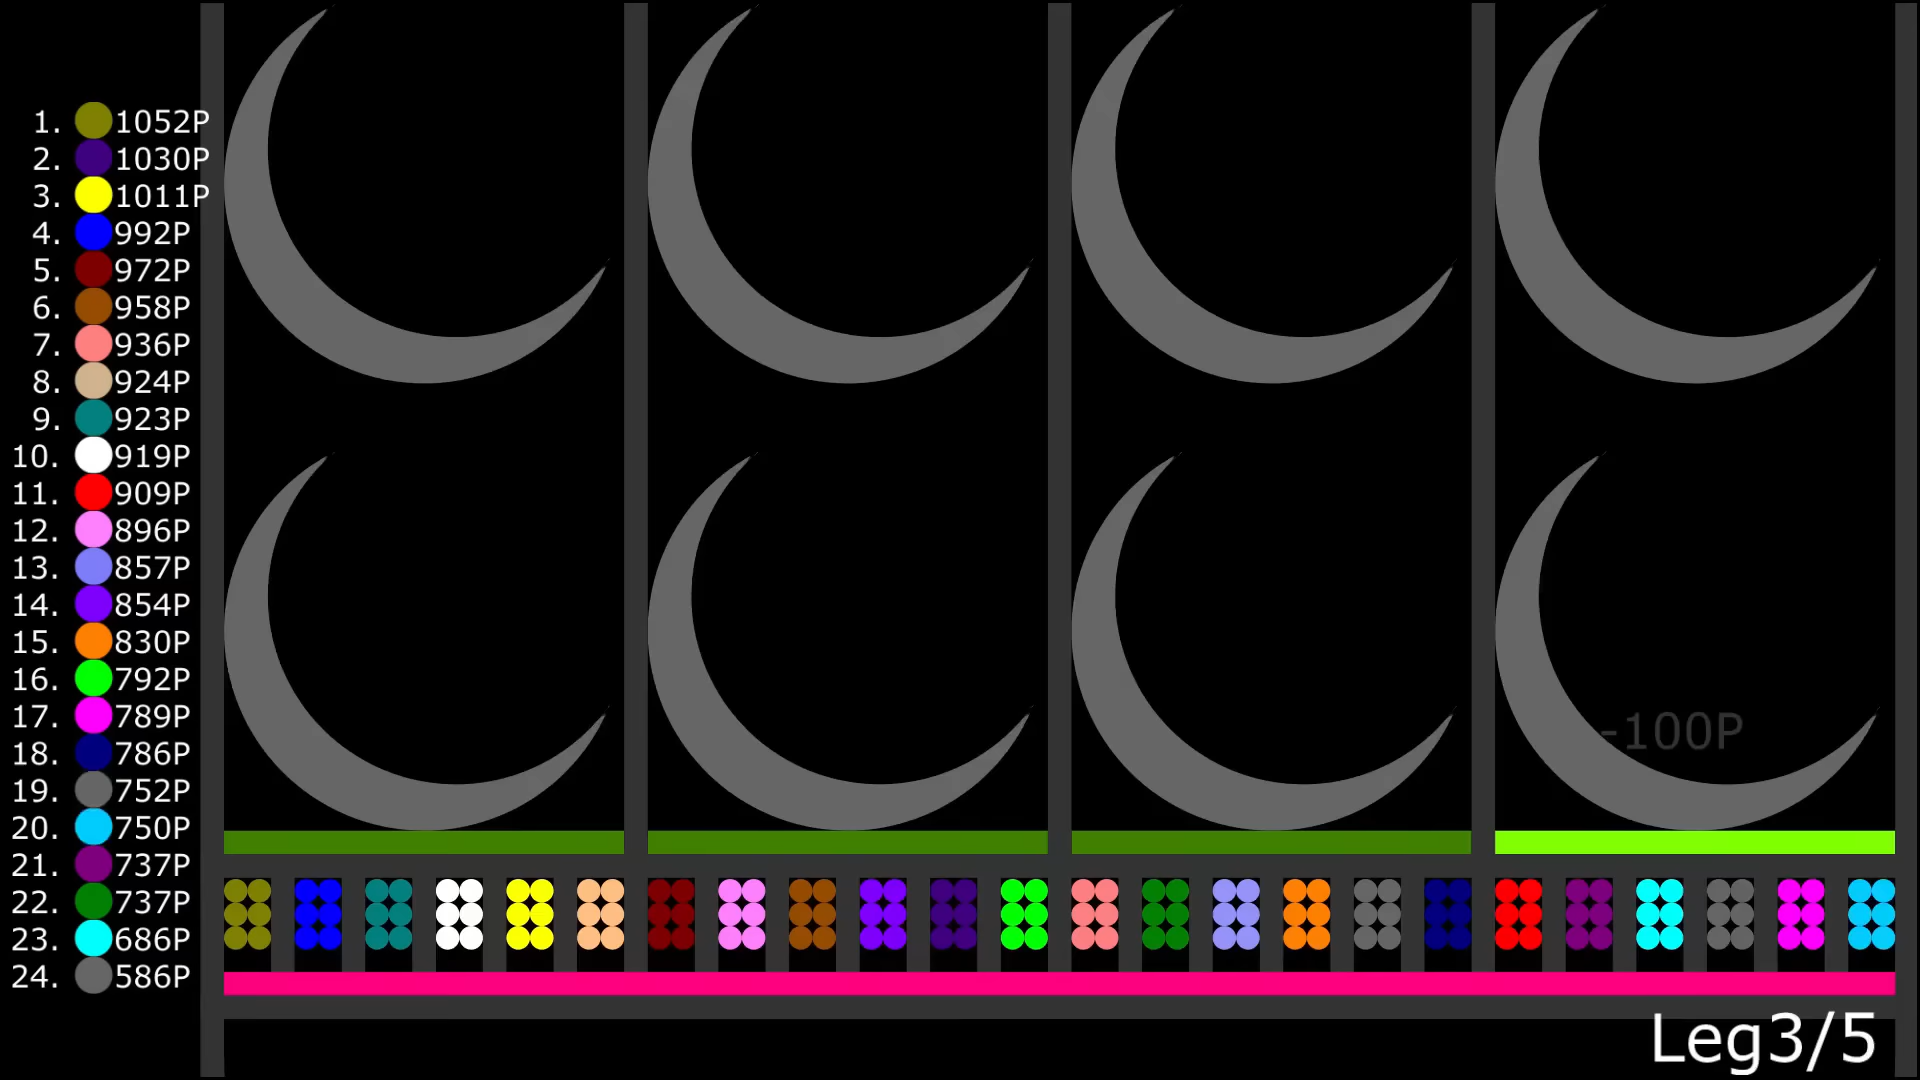 1. 1052P
2. 1030P
3. 1011P
4. 992P
5. 972P
6. 958P
7. 936P
8. 924P
9. 923P
10. 919P
11. 909P
12. 896P
13. 857P
14. 854P
15. 830P
16. 792P
17. 789P
18. 786P
19. 752P
20. 750P
21. 737P
22. 737P
23. 686P
24. 586P
-100P
Leg3/5